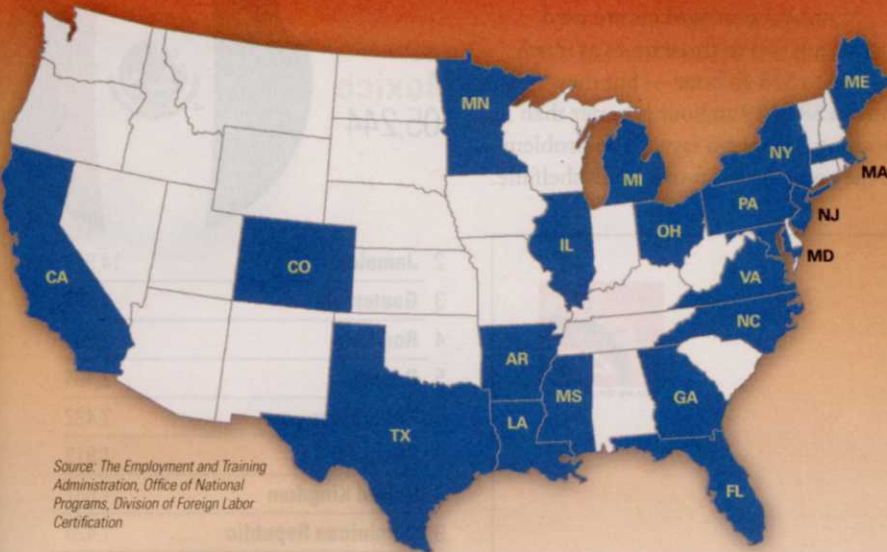 MN
ME
NY
MA
MI
PA
NJ
OH
IL
MD
CA
CO
VA
NC
AR
MS
GA
LA
TX
FL
Source: The Employment and Training
Administration, Office of National
Programs, Division of Foreign Labor
Certification